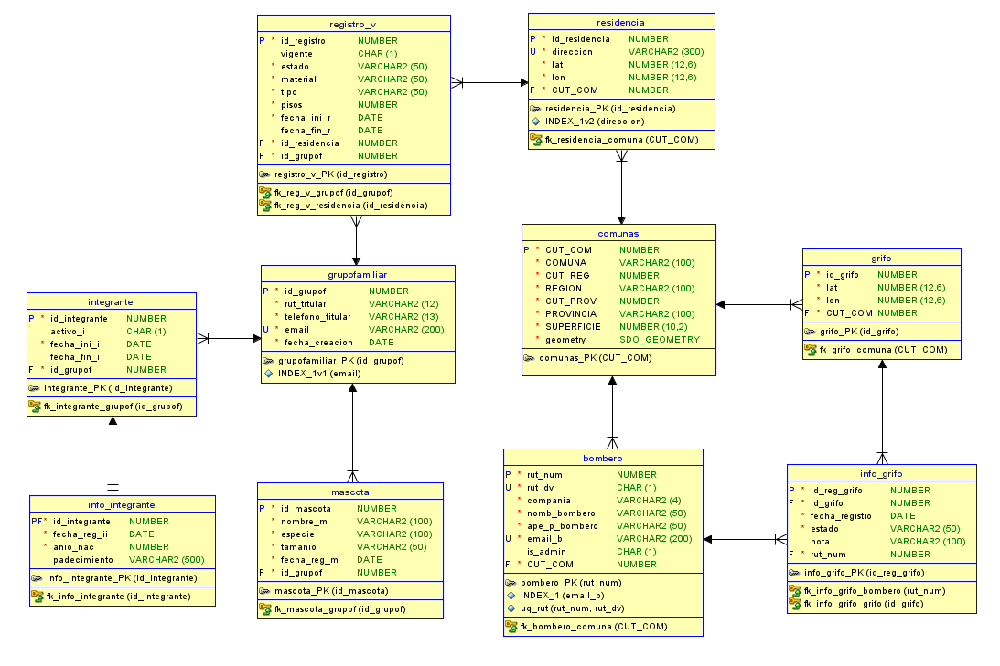 registro_v
P * id_registro NUMBER
vigente CHAR (1)
* estado VARCHAR2 (50)
* material VARCHAR2 (50)
* tipo VARCHAR2 (50)
* pisos NUMBER
* fecha_ini_r DATE
fecha_fin_r DATE
F * id_residencia NUMBER
F * id_grupof NUMBER
registro_v_PK (id_registro)
fk_reg_v_grupof (id_grupof)
fk_reg_v_residencia (id_residencia)
residencia
P * id_residencia NUMBER
U * direccion VARCHAR2 (300)
* lat NUMBER (12,6)
* lon NUMBER (12,6)
F * CUT_COM NUMBER
residencia_PK (id_residencia)
INDEX_1v2 (direccion)
fk_residencia_comuna (CUT_COM)
comunas
P * CUT_COM NUMBER
* COMUNA VARCHAR2 (100)
* CUT_REG NUMBER
* REGION VARCHAR2 (100)
* CUT_PROV NUMBER
* PROVINCIA VARCHAR2 (100)
* SUPERFICIE NUMBER (10,2)
* geometry SDO_GEOMETRY
comunas_PK (CUT_COM)
grifo
P * id_grifo NUMBER
* lat NUMBER (12,6)
* lon NUMBER (12,6)
F * CUT_COM NUMBER
grifo_PK (id_grifo)
fk_grifo_comuna (CUT_COM)
grupofamiliar
P * id_grupof NUMBER
* rut_titular VARCHAR2 (12)
* telefono_titular VARCHAR2 (13)
U * email VARCHAR2 (200)
* fecha_creacion DATE
grupofamiliar_PK (id_grupof)
INDEX_1v1 (email)
integrante
P * id_integrante NUMBER
activo_i CHAR (1)
* fecha_ini_i DATE
fecha_fin_i DATE
F * id_grupof NUMBER
integrante_PK (id_integrante)
fk_integrante_grupof (id_grupof)
info_integrante
PF* id_integrante NUMBER
* fecha_reg_ii DATE
* anio_nac NUMBER
padecimiento VARCHAR2 (500)
info_integrante_PK (id_integrante)
fk_info_integrante (id_integrante)
mascota
P * id_mascota NUMBER
* nombre_m VARCHAR2 (100)
* especie VARCHAR2 (100)
* tamanio VARCHAR2 (50)
* fecha_reg_m DATE
F * id_grupof NUMBER
mascota_PK (id_mascota)
fk_mascota_grupof (id_grupof)
bombero
P * rut_num NUMBER
U * rut_dv CHAR (1)
* compania VARCHAR2 (4)
* nomb_bombero VARCHAR2 (50)
* ape_p_bombero VARCHAR2 (50)
U * email_b VARCHAR2 (200)
is_admin CHAR (1)
F * CUT_COM NUMBER
bombero_PK (rut_num)
INDEX_1 (email_b)
uq_rut (rut_num, rut_dv)
fk_bombero_comuna (CUT_COM)
info_grifo
P * id_reg_grifo NUMBER
F * id_grifo NUMBER
* fecha_registro DATE
* estado VARCHAR2 (50)
nota VARCHAR2 (100)
F * rut_num NUMBER
info_grifo_PK (id_reg_grifo)
fk_info_grifo_bombero (rut_num)
fk_info_grifo_grifo (id_grifo)